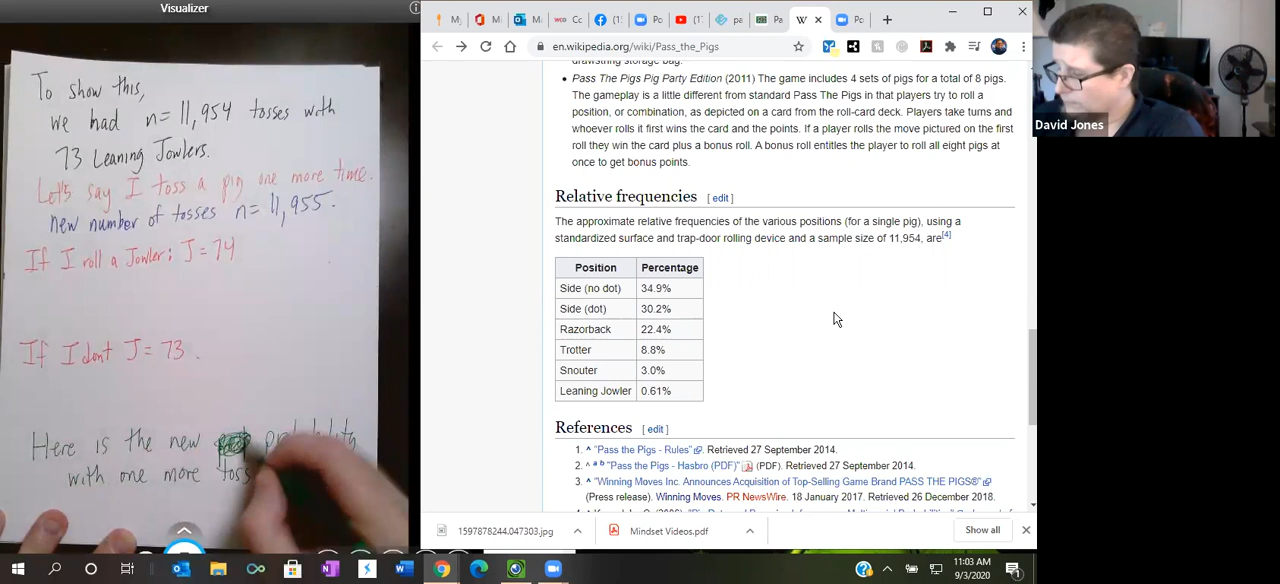 Visualizer
To show this,
we had n= 11,954 tosses with
73 Leaning Jowlers.
Let's say I toss a pig one more time.
new number of tosses n= 11,955.
If I roll a Jowler: J= 74
If I dont J= 73.
Here is the new probability
with one more toss
en.wikipedia.org/wiki/Pass_the_Pigs
drawstring storage bag.
• Pass The Pigs Pig Party Edition (2011) The game includes 4 sets of pigs for a total of 8 pigs.
The gameplay is a little different from standard Pass The Pigs in that players try to roll a
position, or combination, as depicted on a card from the roll-card deck. Players take turns and
whoever rolls it first wins the card and the points. If a player rolls the move pictured on the first
roll they win the card plus a bonus roll. A bonus roll entitles the player to roll all eight pigs at
once to get bonus points.
Relative frequencies [ edit ]
The approximate relative frequencies of the various positions (for a single pig), using a
standardized surface and trap-door rolling device and a sample size of 11,954, are[4]
Position Percentage
Side (no dot) 34.9%
Side (dot) 30.2%
Razorback 22.4%
Trotter 8.8%
Snouter 3.0%
Leaning Jowler 0.61%
References [ edit ]
1. ^ "Pass the Pigs - Rules". Retrieved 27 September 2014.
2. ^ a b "Pass the Pigs - Hasbro (PDF)" (PDF). Retrieved 27 September 2014.
3. ^ "Winning Moves Inc. Announces Acquisition of Top-Selling Game Brand PASS THE PIGS®"
(Press release). Winning Moves. PR NewsWire. 18 January 2017. Retrieved 26 December 2018.
1597878244.047303.jpg
Mindset Videos.pdf
Show all
David Jones
11:03 AM
9/3/2020